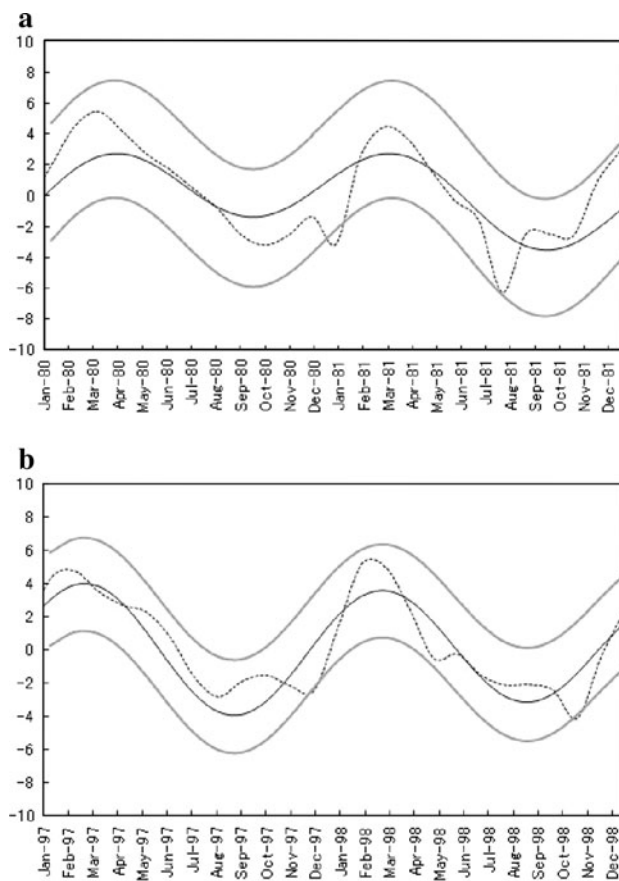 a
10
8
6
4
2
0
-2
-4
-6
-8
-10
Jan-80
Feb-80
Mar-80
Apr-80
May-80
Jun-80
Jul-80
Aug-80
Sep-80
Oct-80
Nov-80
Dec-80
Jan-81
Feb-81
Mar-81
Apr-81
May-81
Jun-81
Jul-81
Aug-81
Sep-81
Oct-81
Nov-81
Dec-81
b
10
8
6
4
2
0
-2
-4
-6
-8
-10
Jan-97
Feb-97
Mar-97
Apr-97
May-97
Jun-97
Jul-97
Aug-97
Sep-97
Oct-97
Nov-97
Dec-97
Jan-98
Feb-98
Mar-98
Apr-98
May-98
Jun-98
Jul-98
Aug-98
Sep-98
Oct-98
Nov-98
Dec-98